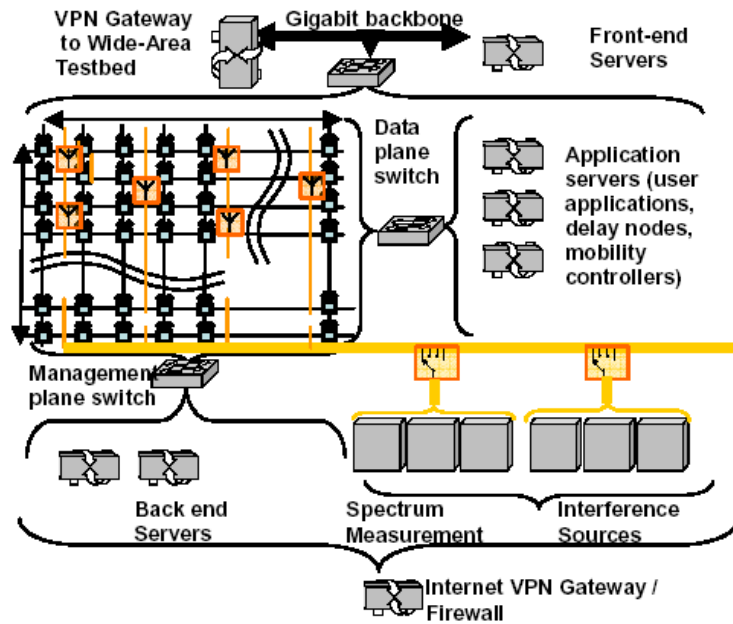 VPN Gateway
to Wide-Area
Testbed
Gigabit backbone
Front-end
Servers
Data
plane
switch
Application
servers (user
applications,
delay nodes,
mobility
controllers)
Management
plane switch
Back end
Servers
Spectrum
Measurement
Interference
Sources
Internet VPN Gateway /
Firewall